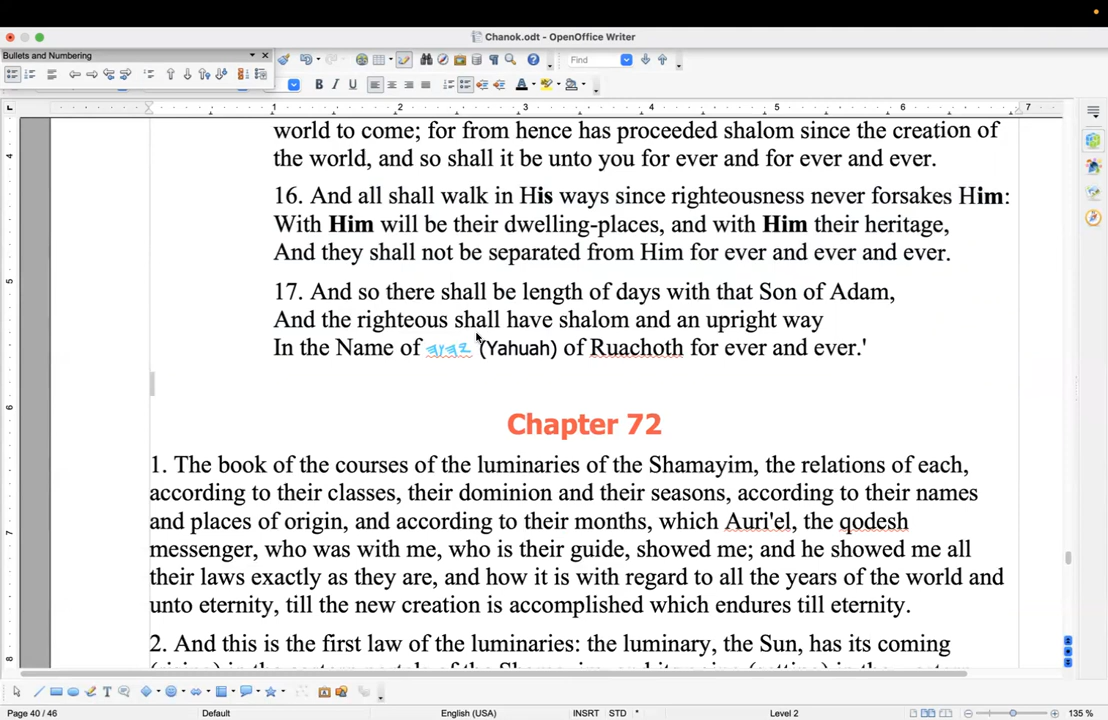 Chanok.odt - OpenOffice Writer
Bullets and Numbering
Find
1 2 3 4 5 6 7
world to come; for from hence has proceeded shalom since the creation of
the world, and so shall it be unto you for ever and for ever and ever.
16. And all shall walk in His ways since righteousness never forsakes Him:
With Him will be their dwelling-places, and with Him their heritage,
And they shall not be separated from Him for ever and ever and ever.
17. And so there shall be length of days with that Son of Adam,
And the righteous shall have shalom and an upright way
In the Name of 𐤉𐤄𐤅𐤄 (Yahuah) of Ruachoth for ever and ever.'
Chapter 72
1. The book of the courses of the luminaries of the Shamayim, the relations of each,
according to their classes, their dominion and their seasons, according to their names
and places of origin, and according to their months, which Auri'el, the qodesh
messenger, who was with me, who is their guide, showed me; and he showed me all
their laws exactly as they are, and how it is with regard to all the years of the world and
unto eternity, till the new creation is accomplished which endures till eternity.
2. And this is the first law of the luminaries: the luminary, the Sun, has its coming
Page 40 / 46 Default English (USA) INSRT STD * Level 2 135 %